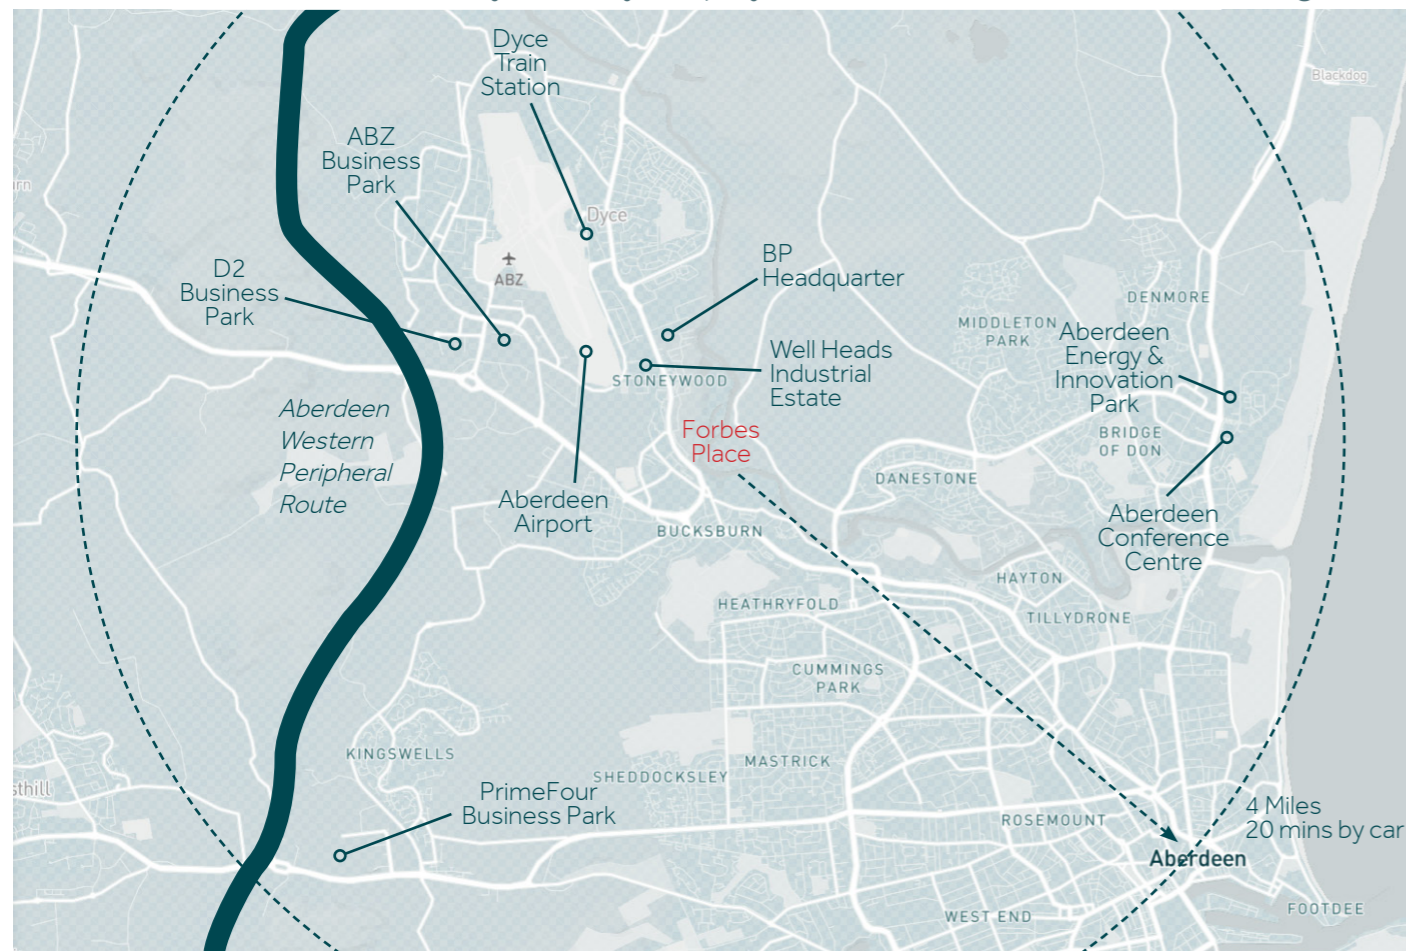 Blackdog
Dyce
Train
Station
ABZ
Business
Park
Dyce
D2
Business
Park
ABZ
BP
Headquarter
DENMORE
MIDDLETON
PARK
Aberdeen
Energy &
Innovation
Park
Well Heads
Industrial
Estate
STONEYWOOD
Aberdeen
Western
Peripheral
Route
Forbes
Place
BRIDGE
OF DON
DANESTONE
Aberdeen
Airport
Aberdeen
Conference
Centre
BUCKSBURN
HAYTON
HEATHRYFOLD
TILLYDRONE
CUMMINGS
PARK
KINGSWELLS
MASTRICK
SHEDDOCKSLEY
sthill
PrimeFour
Business Park
ROSEMOUNT
4 Miles
20 mins by car
Aberdeen
WEST END
FOOTDEE